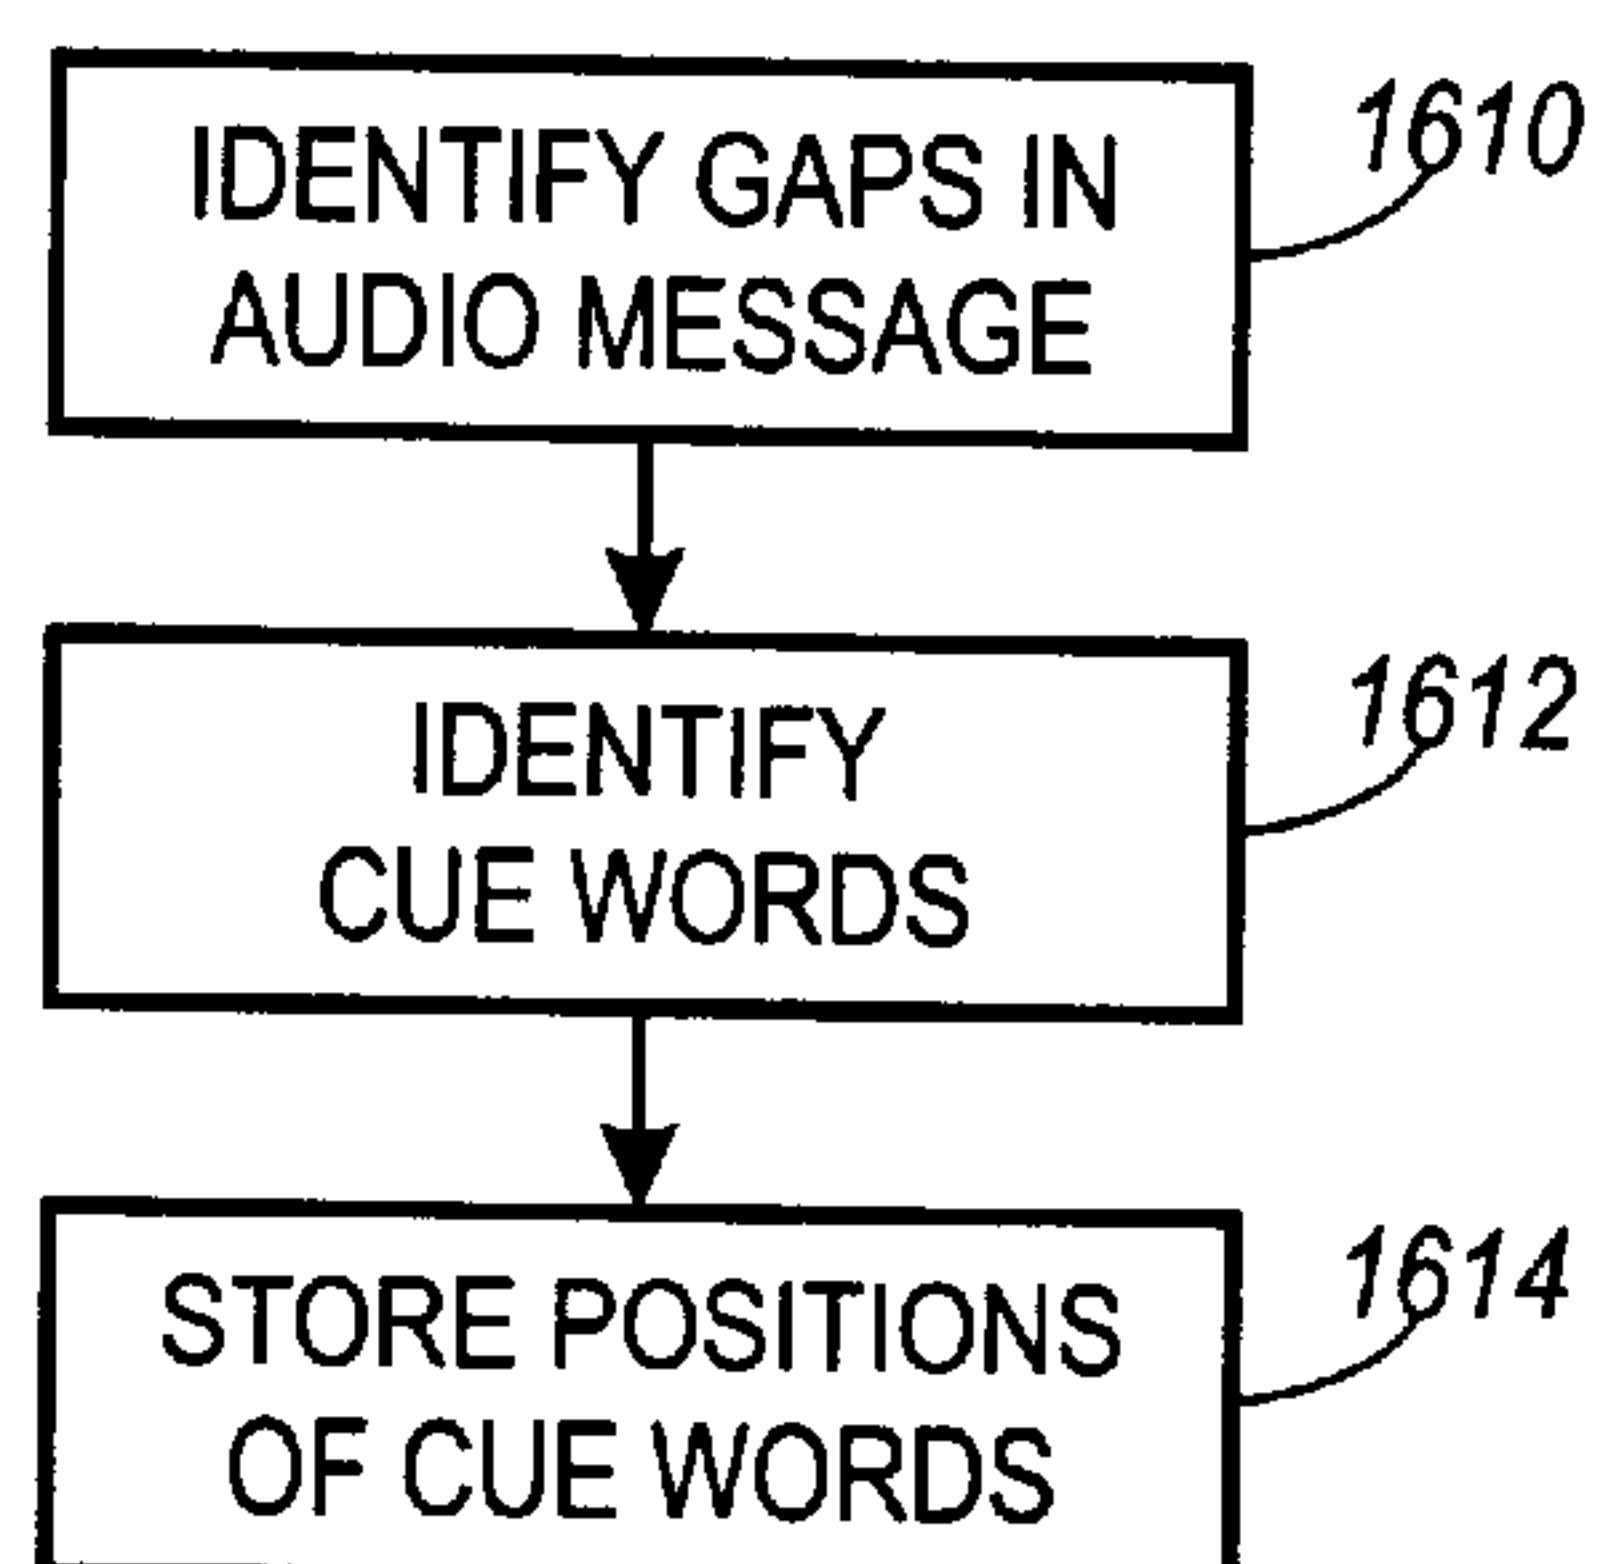 IDENTIFY GAPS IN
AUDIO MESSAGE
1610
IDENTIFY
CUE WORDS
1612
STORE POSITIONS
OF CUE WORDS
1614